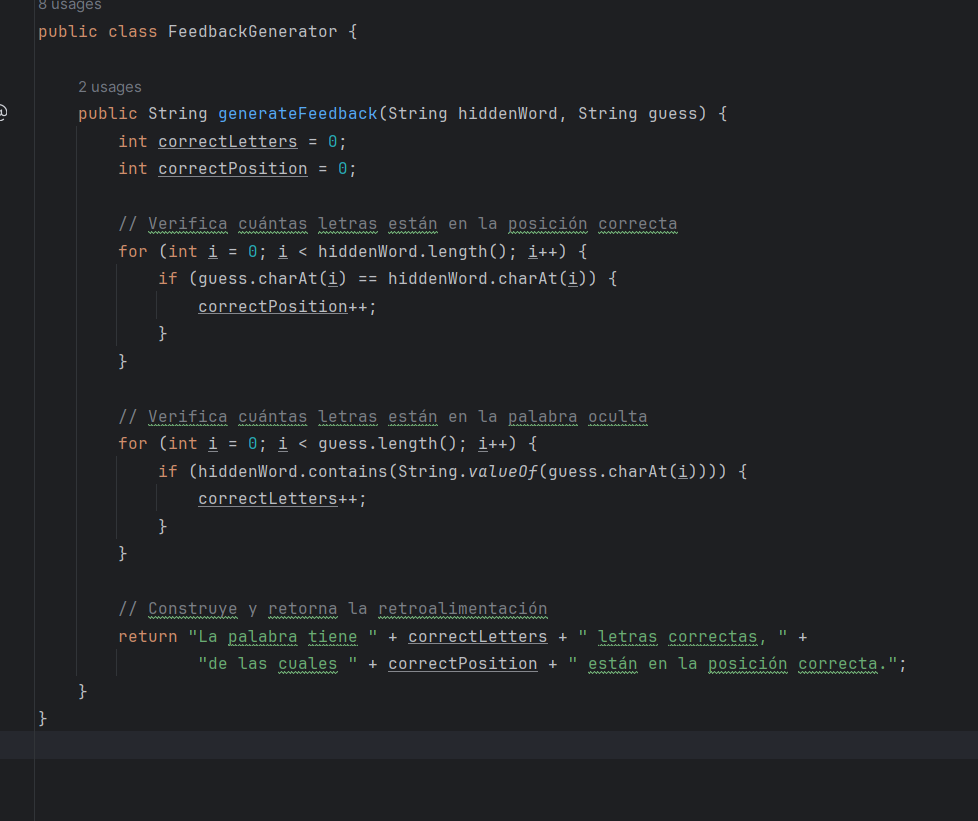 8 usages
public class FeedbackGenerator {
2 usages
@
public String generateFeedback(String hiddenWord, String guess) {
int correctLetters = 0;
int correctPosition = 0;
// Verifica cuántas letras están en la posición correcta
for (int i = 0; i < hiddenWord.length(); i++) {
if (guess.charAt(i) == hiddenWord.charAt(i)) {
correctPosition++;
}
}
// Verifica cuántas letras están en la palabra oculta
for (int i = 0; i < guess.length(); i++) {
if (hiddenWord.contains(String.valueOf(guess.charAt(i)))) {
correctLetters++;
}
}
// Construye y retorna la retroalimentación
return "La palabra tiene " + correctLetters + " letras correctas, " +
"de las cuales " + correctPosition + " están en la posición correcta.";
}
}